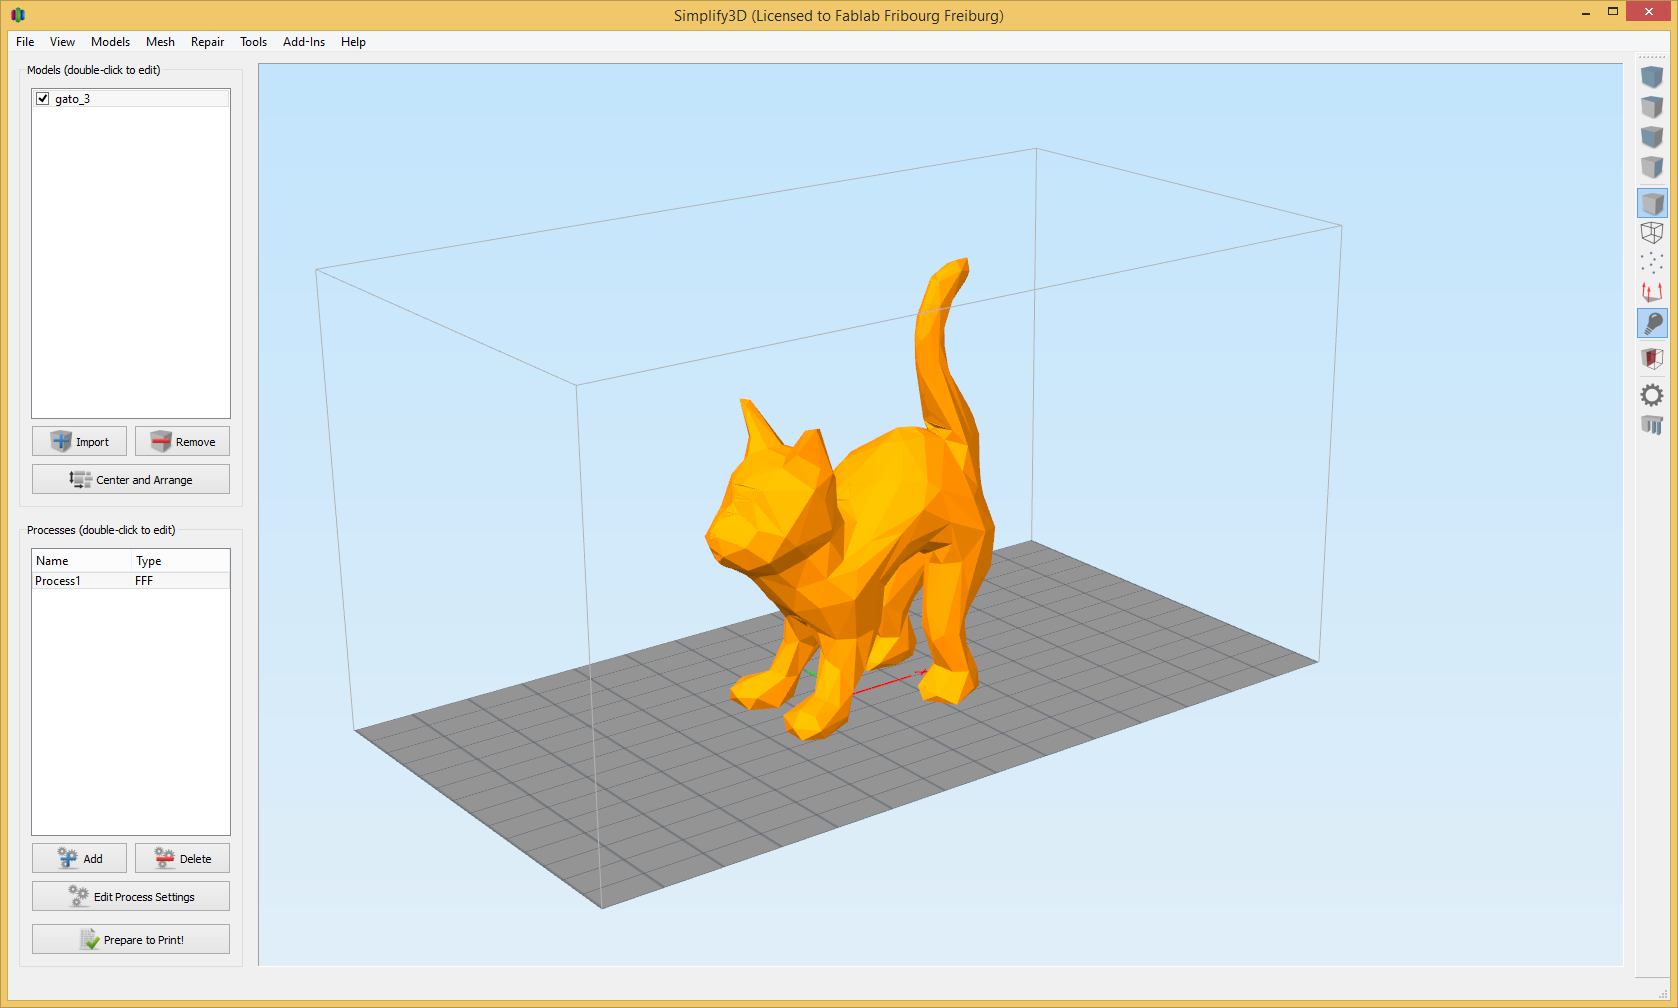 Simplify3D (Licensed to Fablab Fribourg Freiburg)
File View Models Mesh Repair Tools Add-Ins Help
Models (double-click to edit)
gato_3
Import Remove
Center and Arrange
Processes (double-click to edit)
Name Type
Process1 FFF
Add Delete
Edit Process Settings
Prepare to Print!